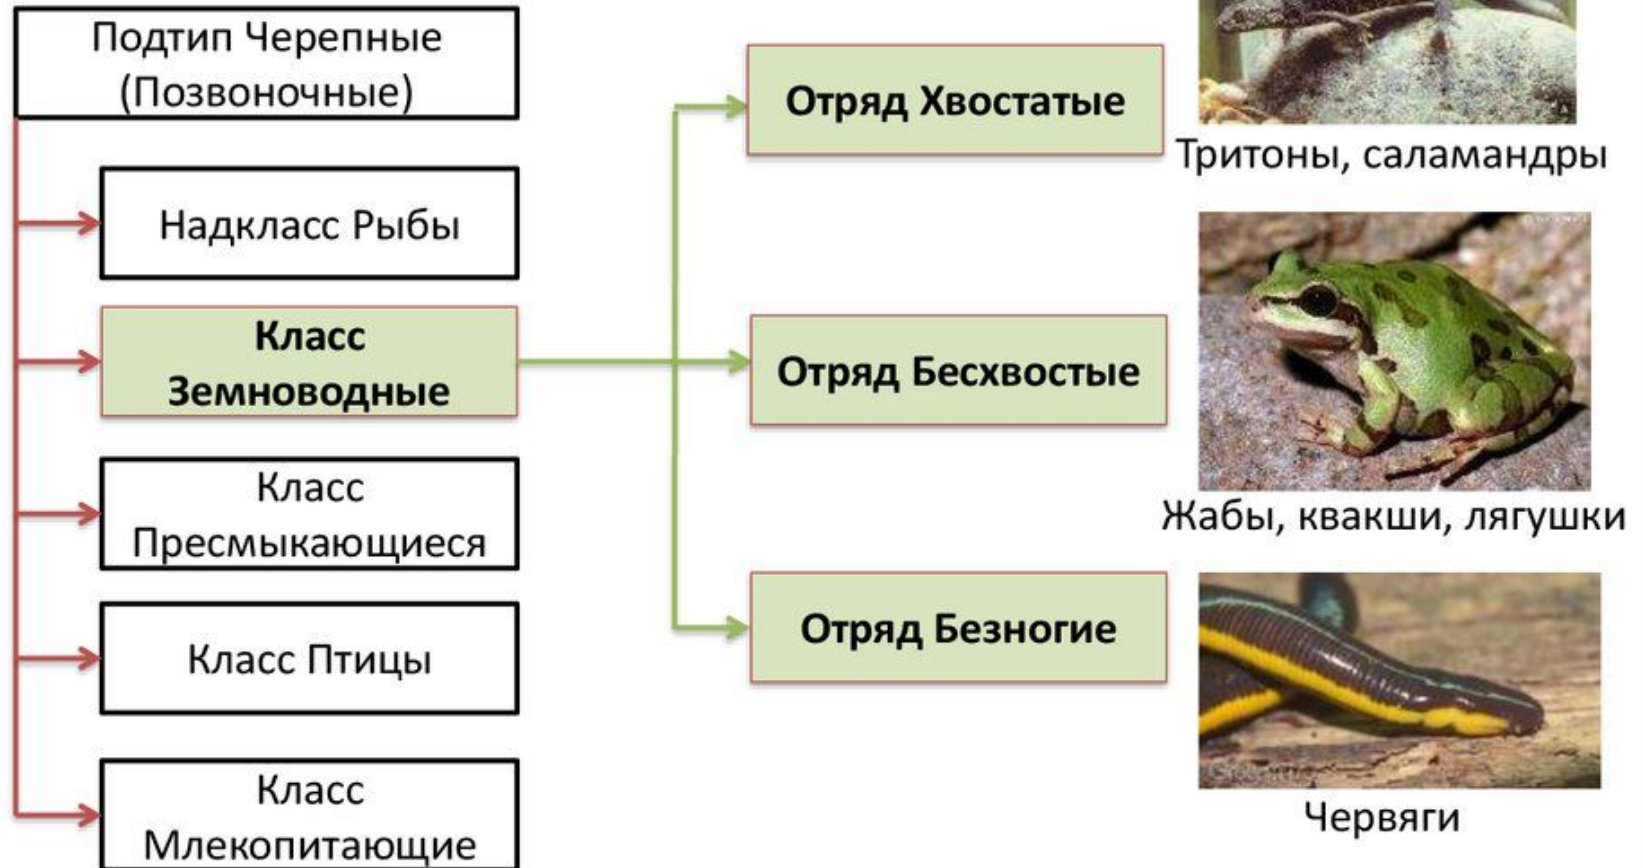 Подтип Черепные
(Позвоночные)
Надкласс Рыбы
Класс
Земноводные
Класс
Пресмыкающиеся
Класс Птицы
Класс
Млекопитающие
Отряд Хвостатые
Тритоны, саламандры
Отряд Бесхвостые
Жабы, квакши, лягушки
Отряд Безногие
Червяги